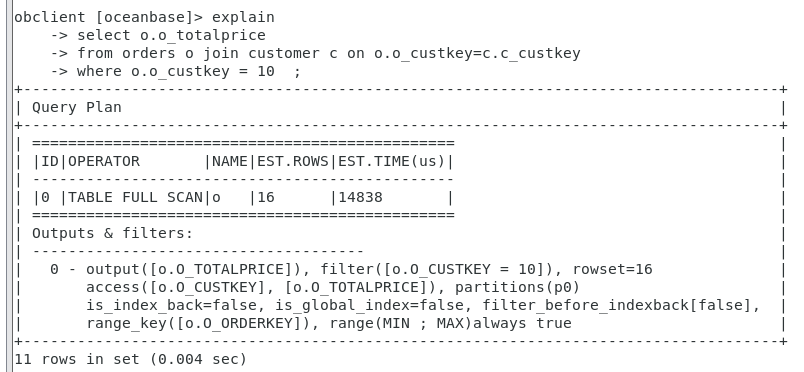 obclient [oceanbase]> explain
    -> select o.o_totalprice
    -> from orders o join customer c on o.o_custkey=c.c_custkey
    -> where o.o_custkey = 10  ;
+-------------------------------------------------------------------------------------+
| Query Plan                                                                          |
+-------------------------------------------------------------------------------------+
| ===============================================                                     |
| |ID|OPERATOR       |NAME|EST.ROWS|EST.TIME(us)|                                     |
| -----------------------------------------------                                     |
| |0 |TABLE FULL SCAN|o   |16      |14838       |                                     |
| ===============================================                                     |
| Outputs & filters:                                                                  |
| -------------------------------------                                               |
|   0 - output([o.O_TOTALPRICE]), filter([o.O_CUSTKEY = 10]), rowset=16               |
|       access([o.O_CUSTKEY], [o.O_TOTALPRICE]), partitions(p0)                       |
|       is_index_back=false, is_global_index=false, filter_before_indexback[false],   |
|       range_key([o.O_ORDERKEY]), range(MIN ; MAX)always true                        |
+-------------------------------------------------------------------------------------+
11 rows in set (0.004 sec)